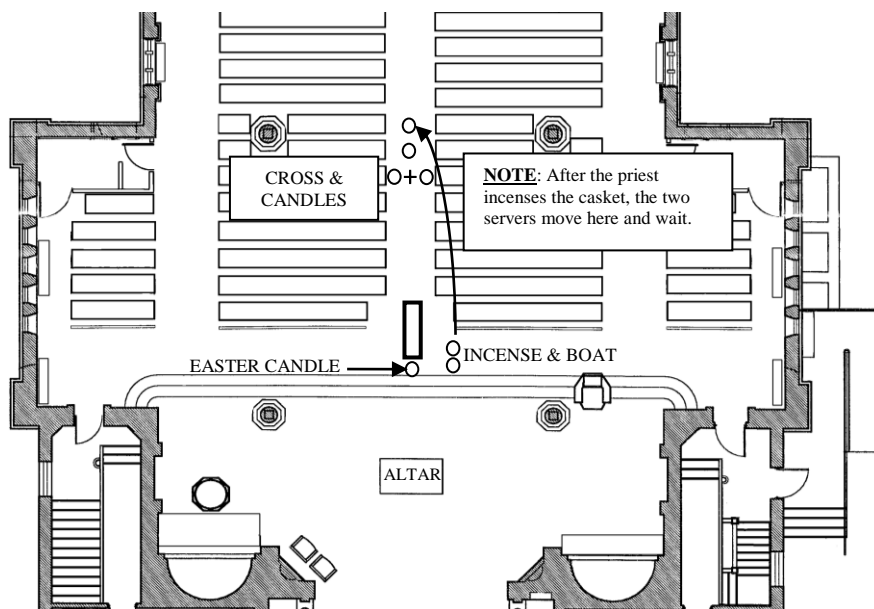 CROSS &
CANDLES
NOTE: After the priest
incenses the casket, the two
servers move here and wait.
EASTER CANDLE
INCENSE & BOAT
ALTAR